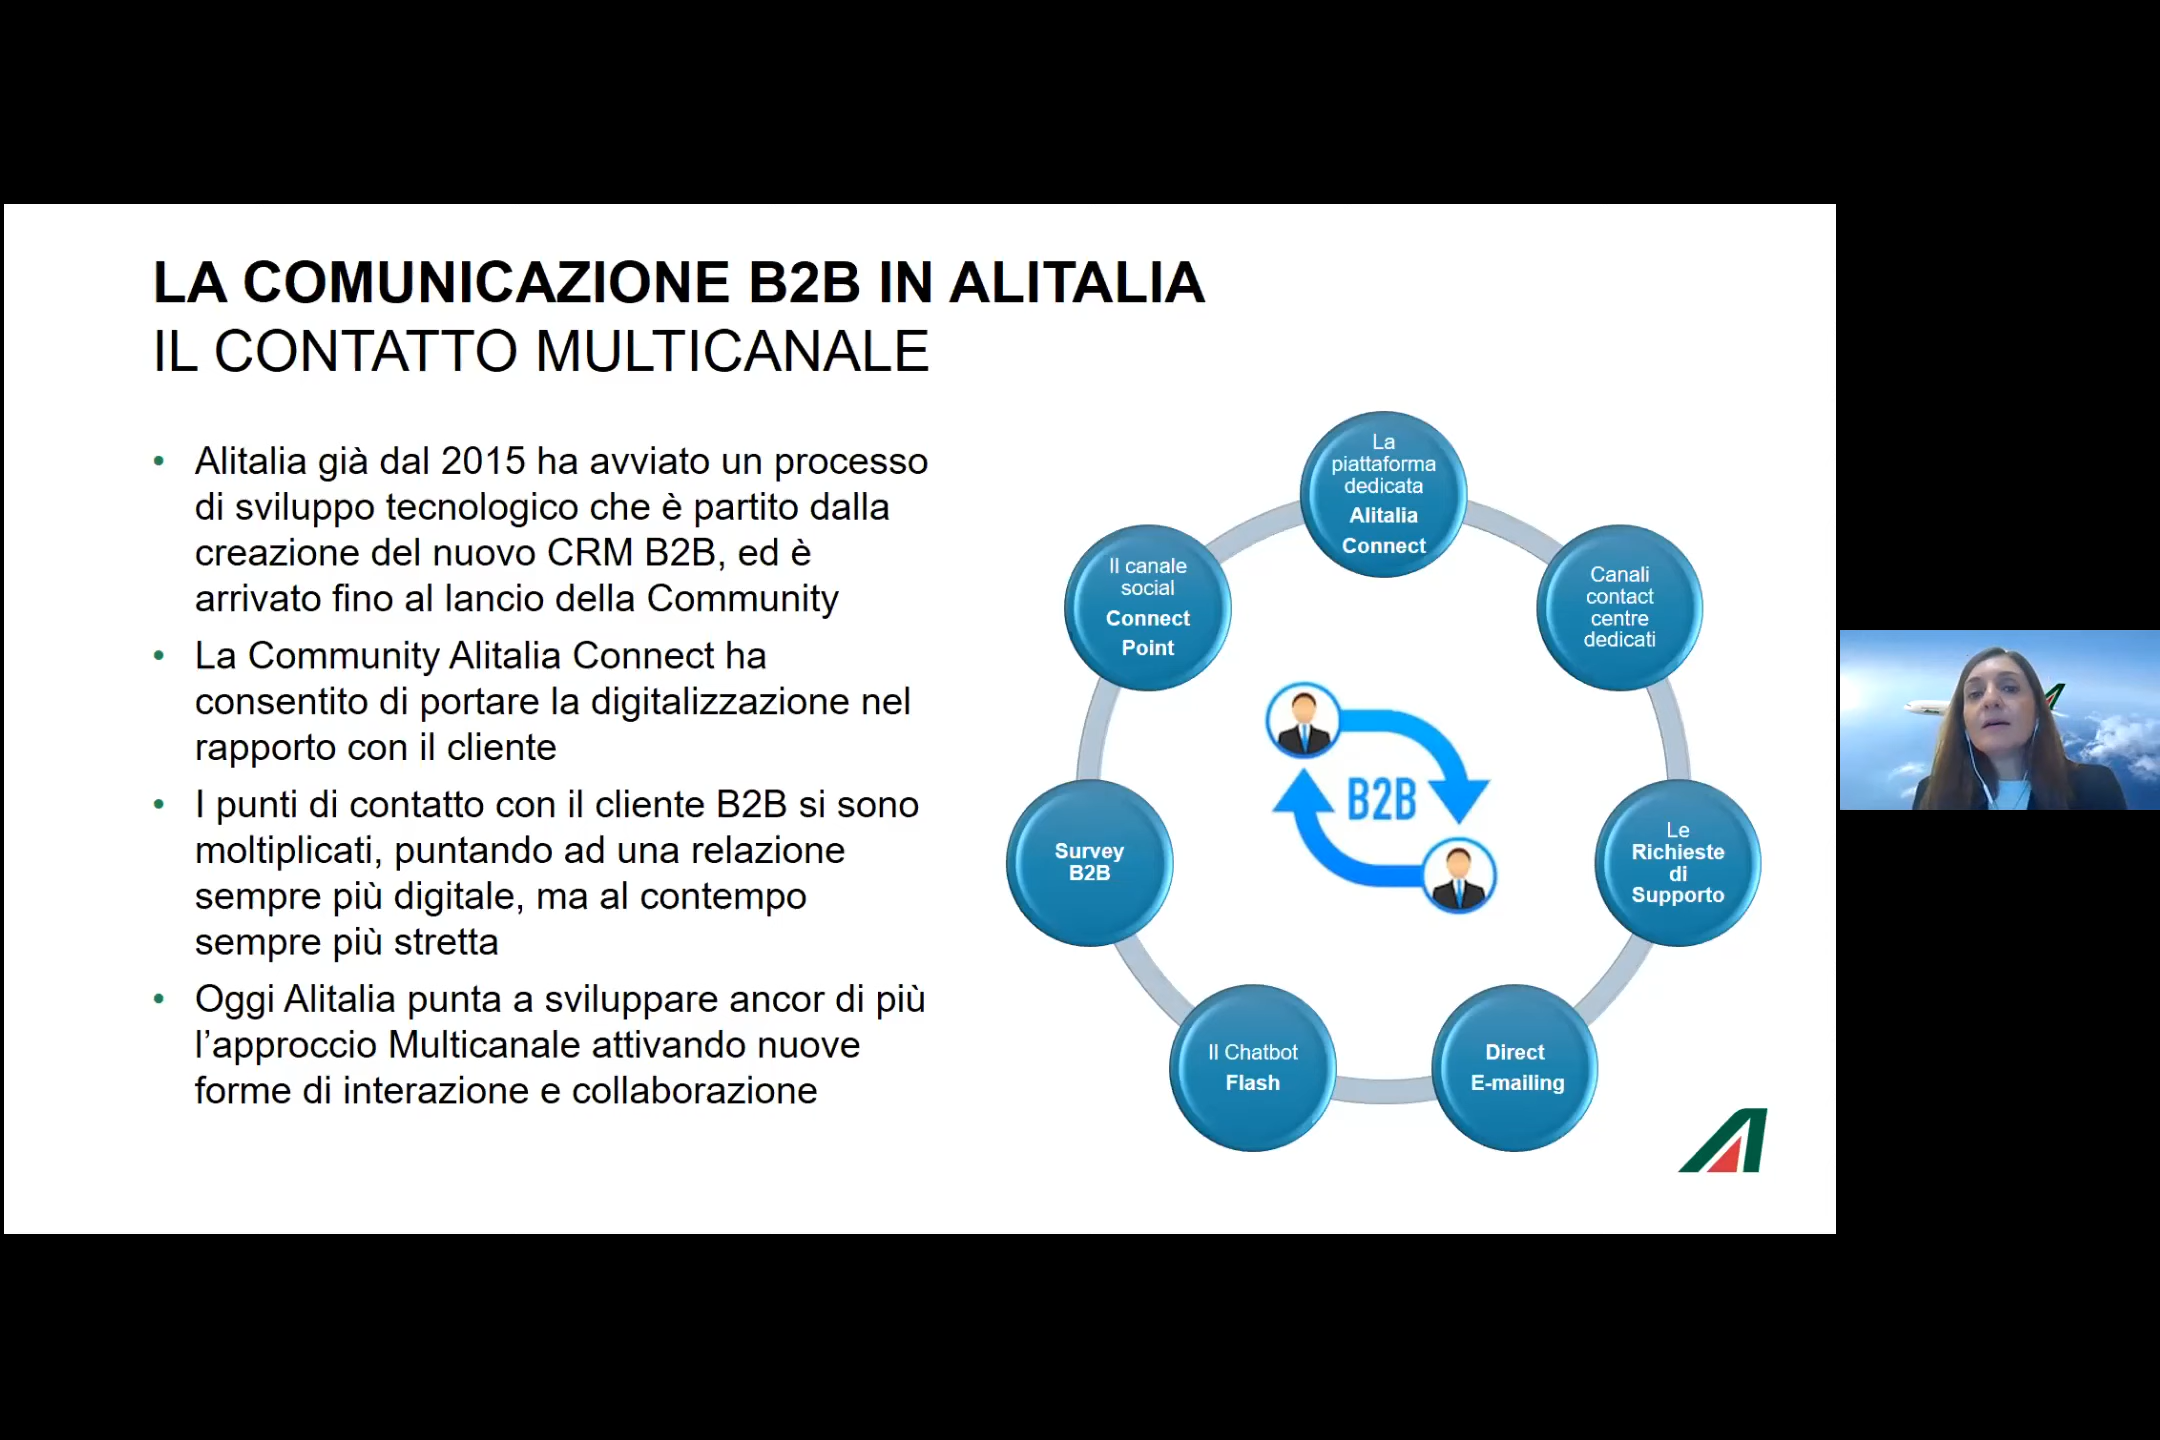 LA COMUNICAZIONE B2B IN ALITALIA
IL CONTATTO MULTICANALE
• Alitalia già dal 2015 ha avviato un processo
di sviluppo tecnologico che è partito dalla
creazione del nuovo CRM B2B, ed è
arrivato fino al lancio della Community
• La Community Alitalia Connect ha
consentito di portare la digitalizzazione nel
rapporto con il cliente
• I punti di contatto con il cliente B2B si sono
moltiplicati, puntando ad una relazione
sempre più digitale, ma al contempo
sempre più stretta
• Oggi Alitalia punta a sviluppare ancor di più
l’approccio Multicanale attivando nuove
forme di interazione e collaborazione
La
piattaforma
dedicata
Alitalia
Connect
Canali
contact
centre
dedicati
Le
Richieste
di
Supporto
Direct
E-mailing
Il Chatbot
Flash
Survey
B2B
Il canale
social
Connect
Point
B2B